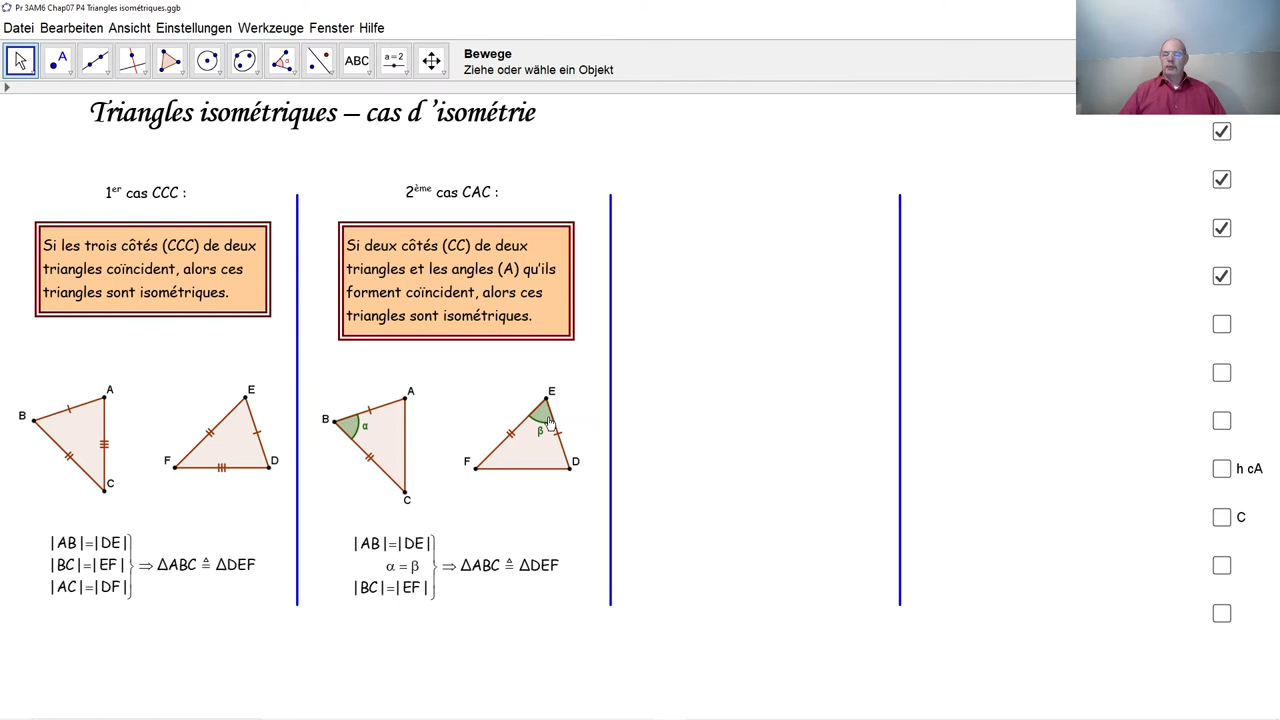 Pr 3AM6 Chap07 P4 Triangles isométriques.ggb
Datei Bearbeiten Ansicht Einstellungen Werkzeuge Fenster Hilfe
A
α
ABC
a=2
Bewege
Ziehe oder wähle ein Objekt
Triangles isométriques – cas d 'isométrie
1er cas CCC :
Si les trois côtés (CCC) de deux
triangles coïncident, alors ces
triangles sont isométriques.
A
B
C
E
F
D
|AB|=|DE|
|BC|=|EF|
|AC|=|DF|
⇒ ΔABC ≙ ΔDEF
2ème cas CAC :
Si deux côtés (CC) de deux
triangles et les angles (A) qu'ils
forment coïncident, alors ces
triangles sont isométriques.
A
B
α
C
E
β
F
D
|AB|=|DE|
α = β
|BC|=|EF|
⇒ ΔABC ≙ ΔDEF
h cA
C